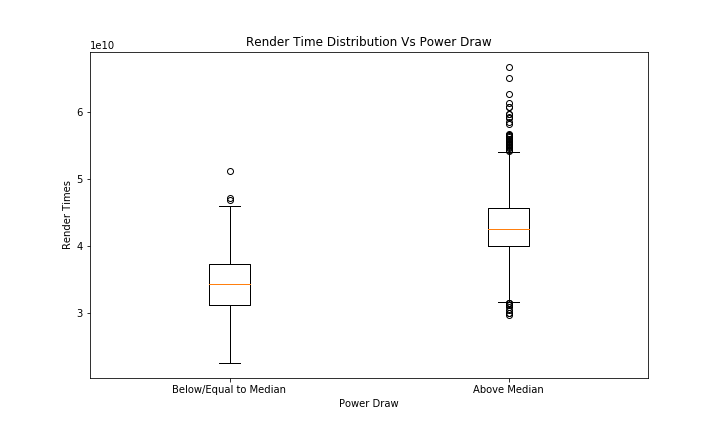 Render Time Distribution Vs Power Draw
1e10
6
5
4
3
Render Times
Below/Equal to Median
Above Median
Power Draw